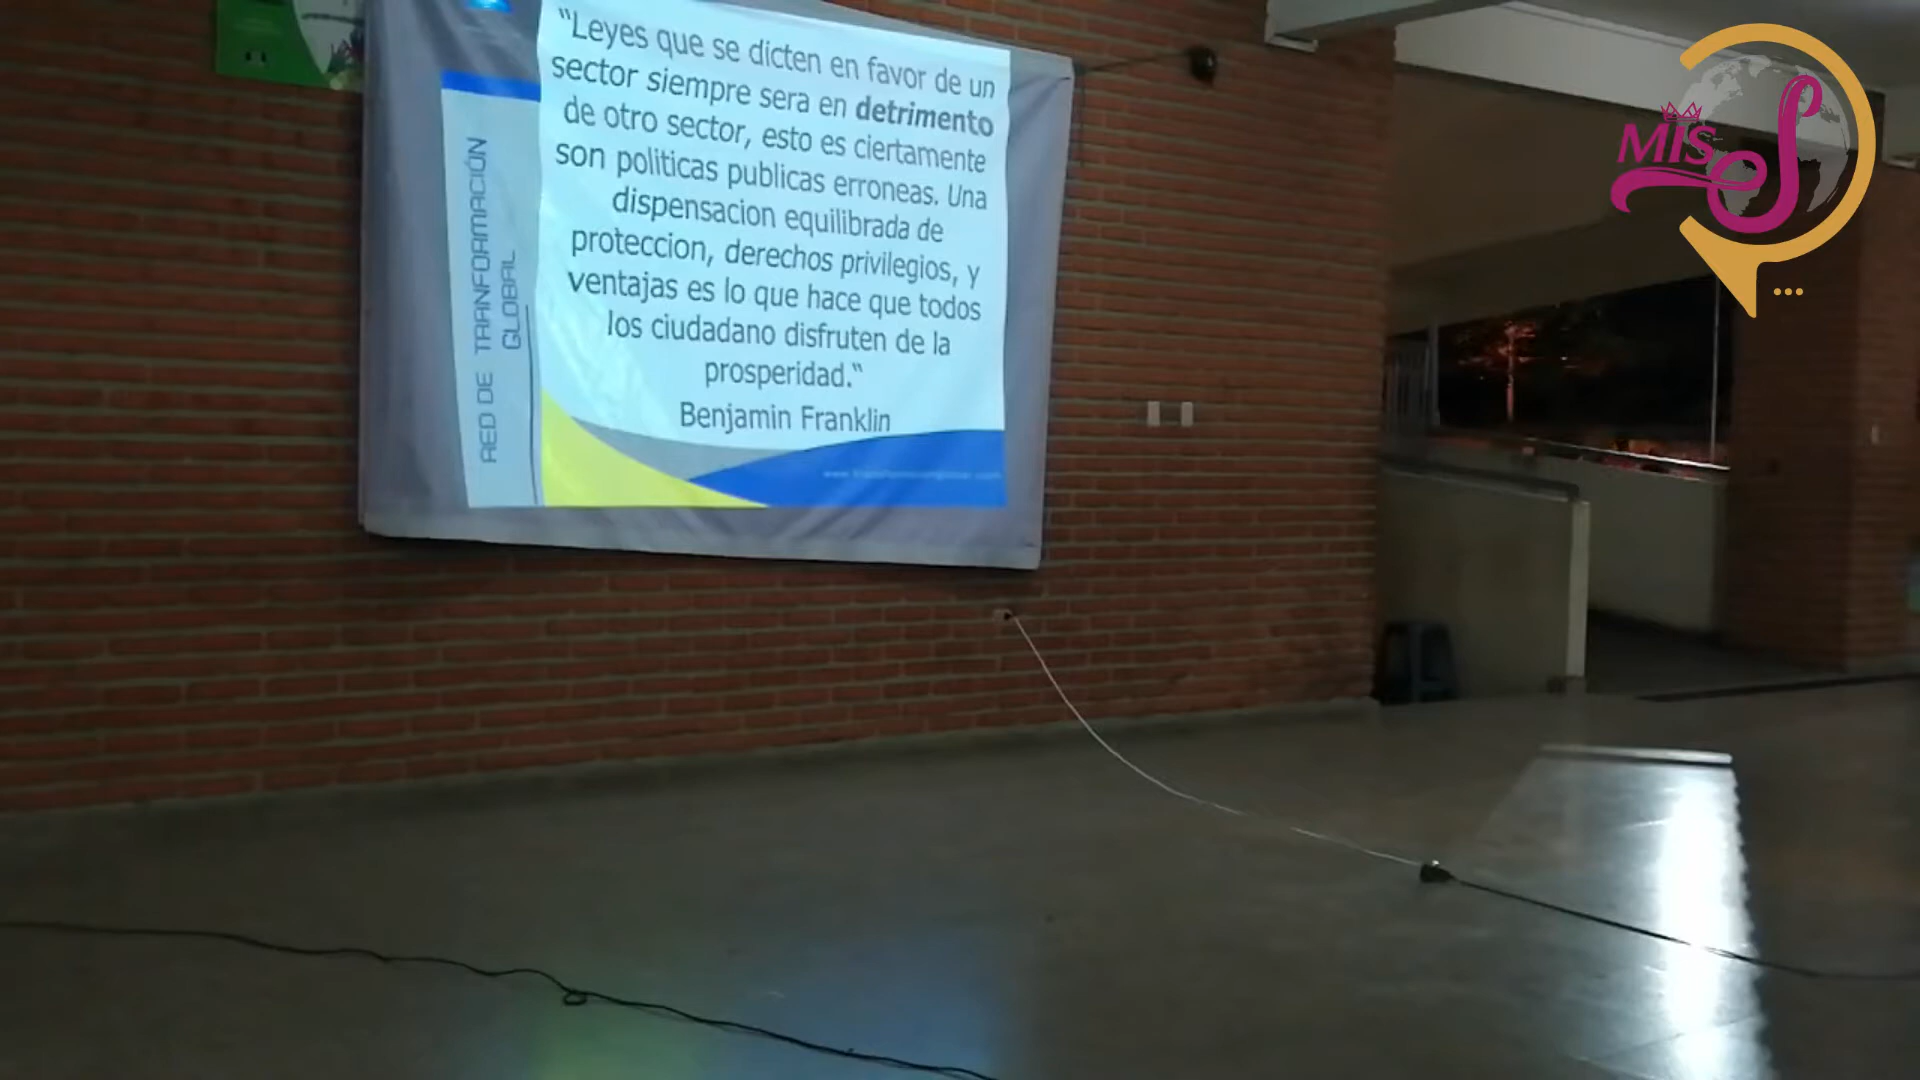 “Leyes que se dicten en favor de un
sector siempre sera en detrimento
de otro sector, esto es ciertamente
son politicas publicas erroneas. Una
dispensacion equilibrada de
proteccion, derechos privilegios, y
ventajas es lo que hace que todos
los ciudadano disfruten de la
prosperidad.“
Benjamin Franklin
RED DE TRANFORMACIÓN
GLOBAL
MIS
S